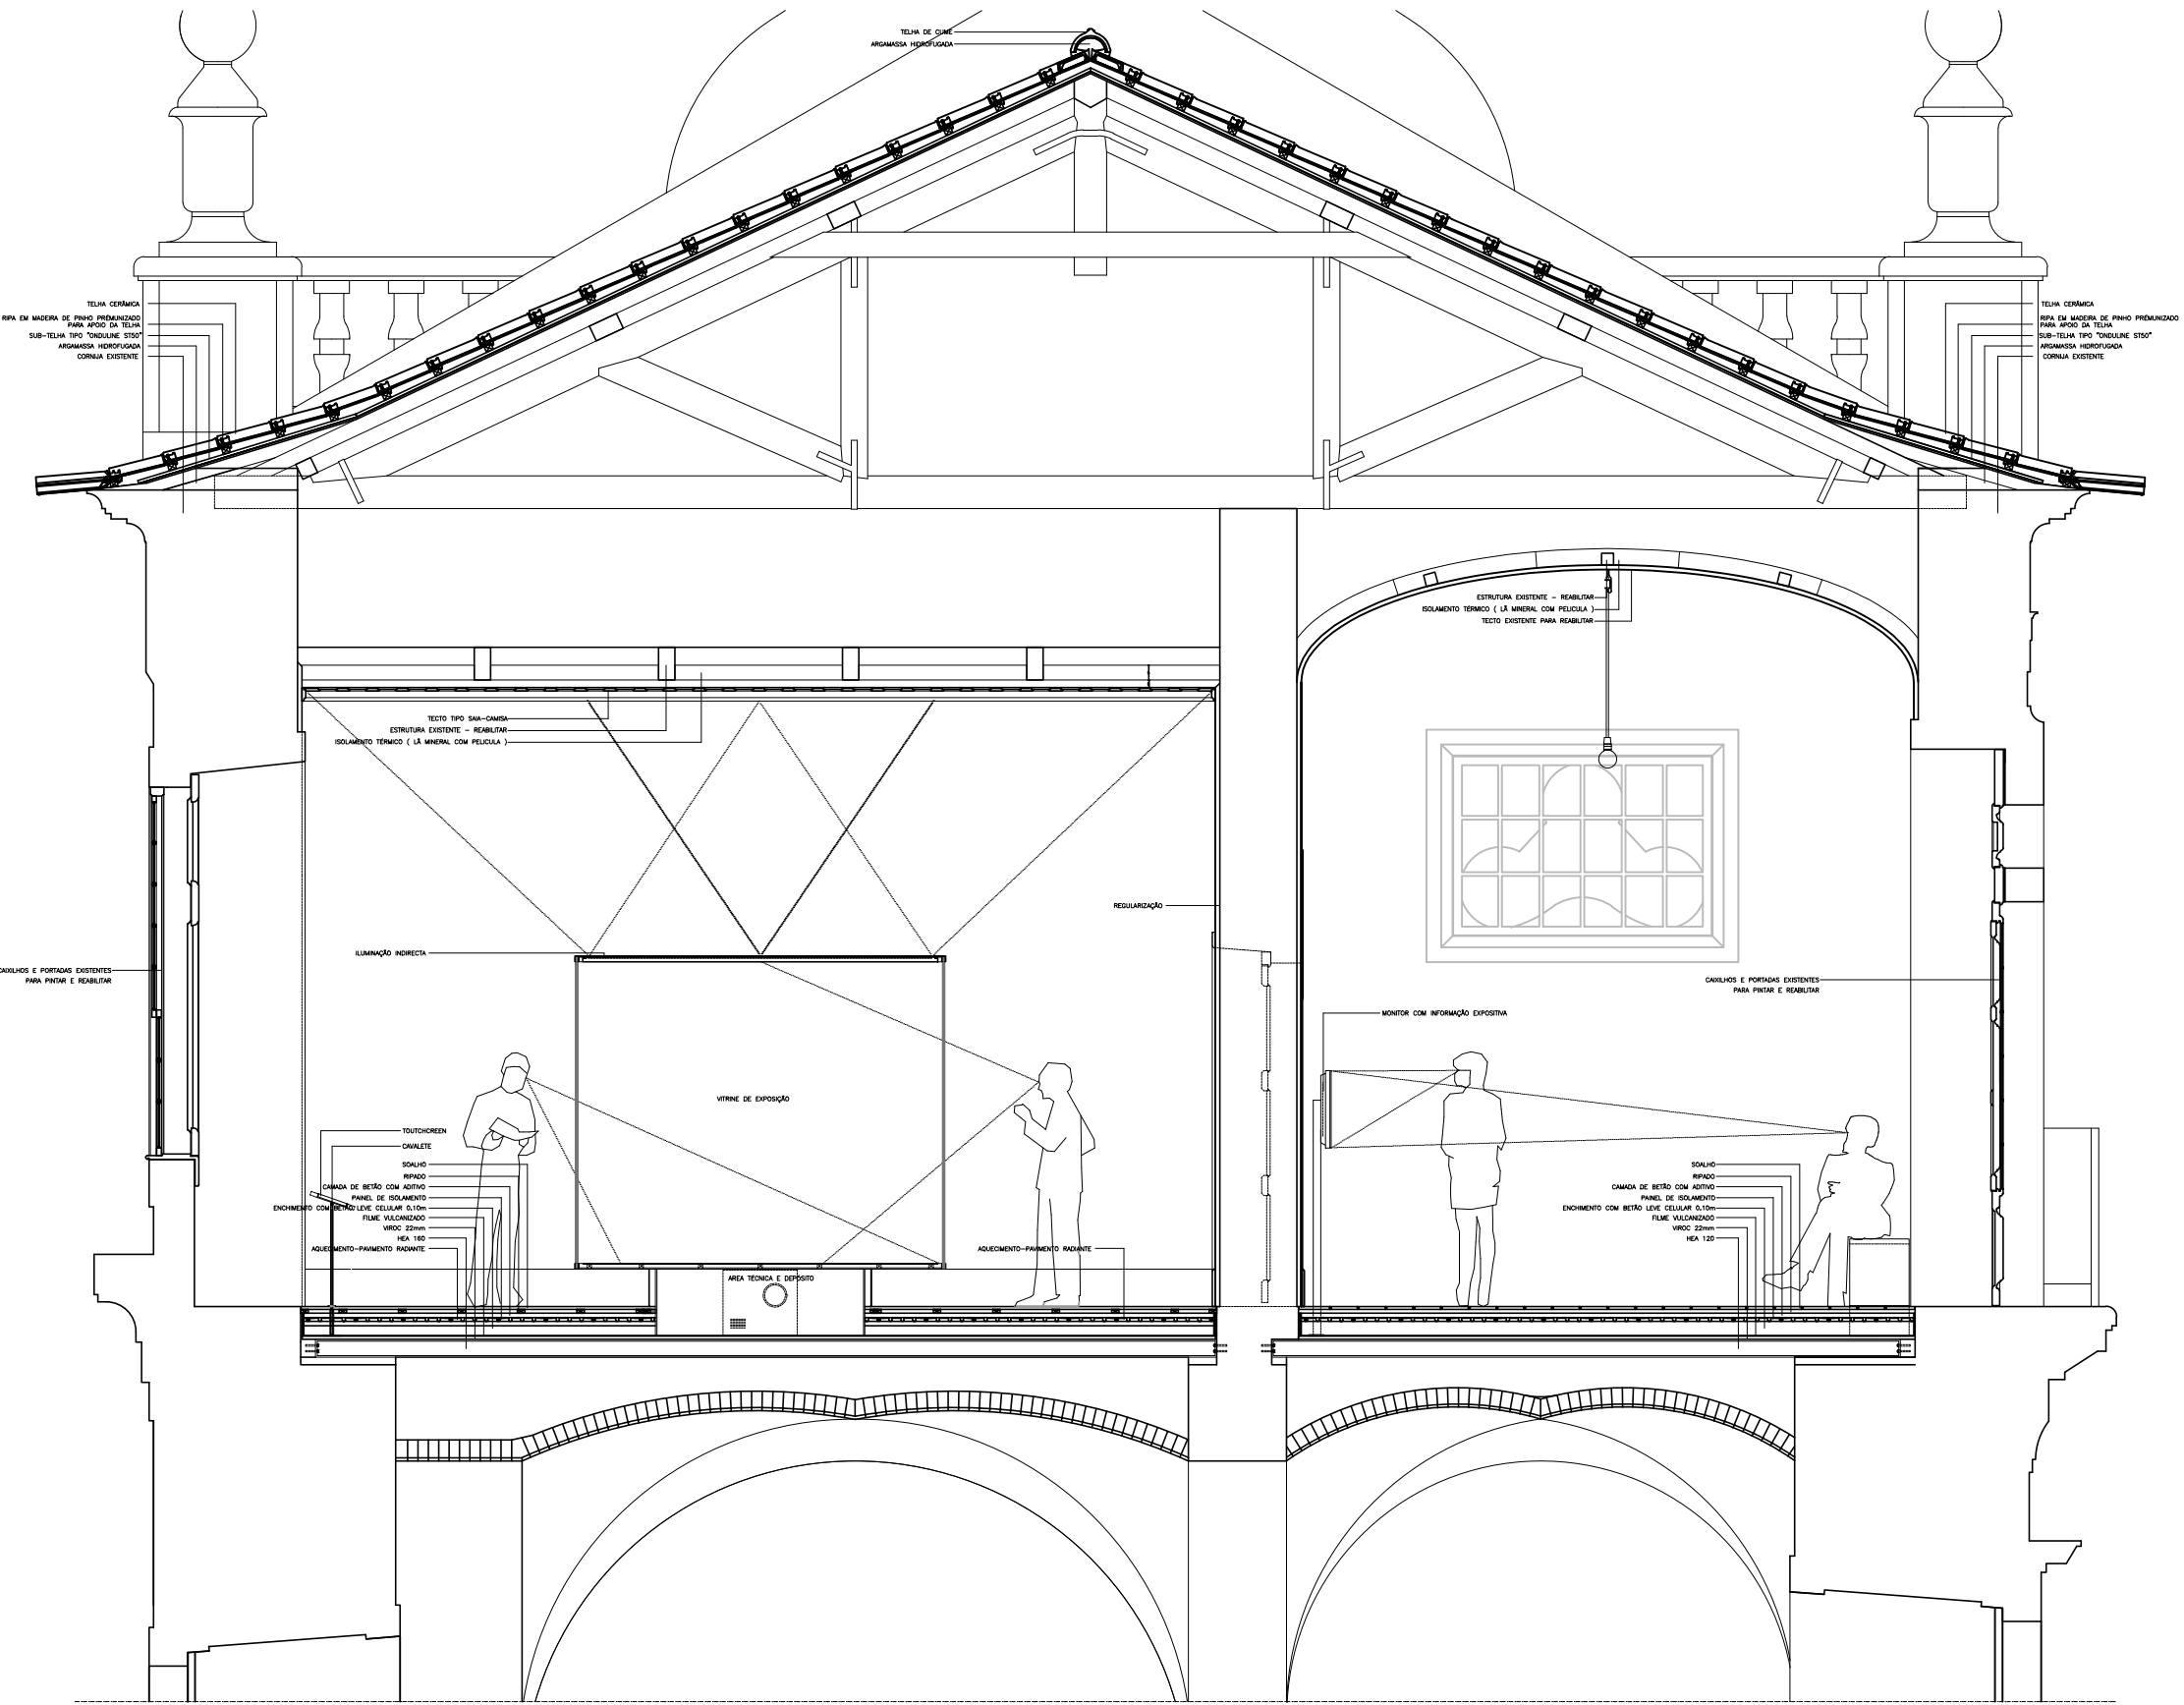 TELHA DE CUME
ARGAMASSA HIDROFUGADA
TELHA CERÂMICA
RIPA EM MADEIRA DE PINHO PRÉMUNIZADO
PARA APOIO DA TELHA
SUB-TELHA TIPO "ONDULINE ST50"
ARGAMASSA HIDROFUGADA
CORNIJA EXISTENTE
TELHA CERÂMICA
RIPA EM MADEIRA DE PINHO PRÉMUNIZADO
PARA APOIO DA TELHA
SUB-TELHA TIPO "ONDULINE ST50"
ARGAMASSA HIDROFUGADA
CORNIJA EXISTENTE
ESTRUTURA EXISTENTE - REABILITAR
ISOLAMENTO TÉRMICO ( LÃ MINERAL COM PELICULA )
TECTO EXISTENTE PARA REABILITAR
TECTO TIPO SAIA-CAMISA
ESTRUTURA EXISTENTE - REABILITAR
ISOLAMENTO TÉRMICO ( LÃ MINERAL COM PELICULA )
REGULARIZAÇÃO
ILUMINAÇÃO INDIRECTA
CAIXILHOS E PORTADAS EXISTENTES
PARA PINTAR E REABILITAR
CAIXILHOS E PORTADAS EXISTENTES
PARA PINTAR E REABILITAR
MONITOR COM INFORMAÇÃO EXPOSITIVA
VITRINE DE EXPOSIÇÃO
TOUTCHCREEN
CAVALETE
SOALHO
RIPADO
CAMADA DE BETÃO COM ADITIVO
PAINEL DE ISOLAMENTO
ENCHIMENTO COM BETÃO LEVE CELULAR 0,10m
FILME VULCANIZADO
VIROC 22mm
HEA 160
AQUECIMENTO-PAVIMENTO RADIANTE
AQUECIMENTO-PAVIMENTO RADIANTE
AREA TÉCNICA E DEPÓSITO
SOALHO
RIPADO
CAMADA DE BETÃO COM ADITIVO
PAINEL DE ISOLAMENTO
ENCHIMENTO COM BETÃO LEVE CELULAR 0,10m
FILME VULCANIZADO
VIROC 22mm
HEA 120